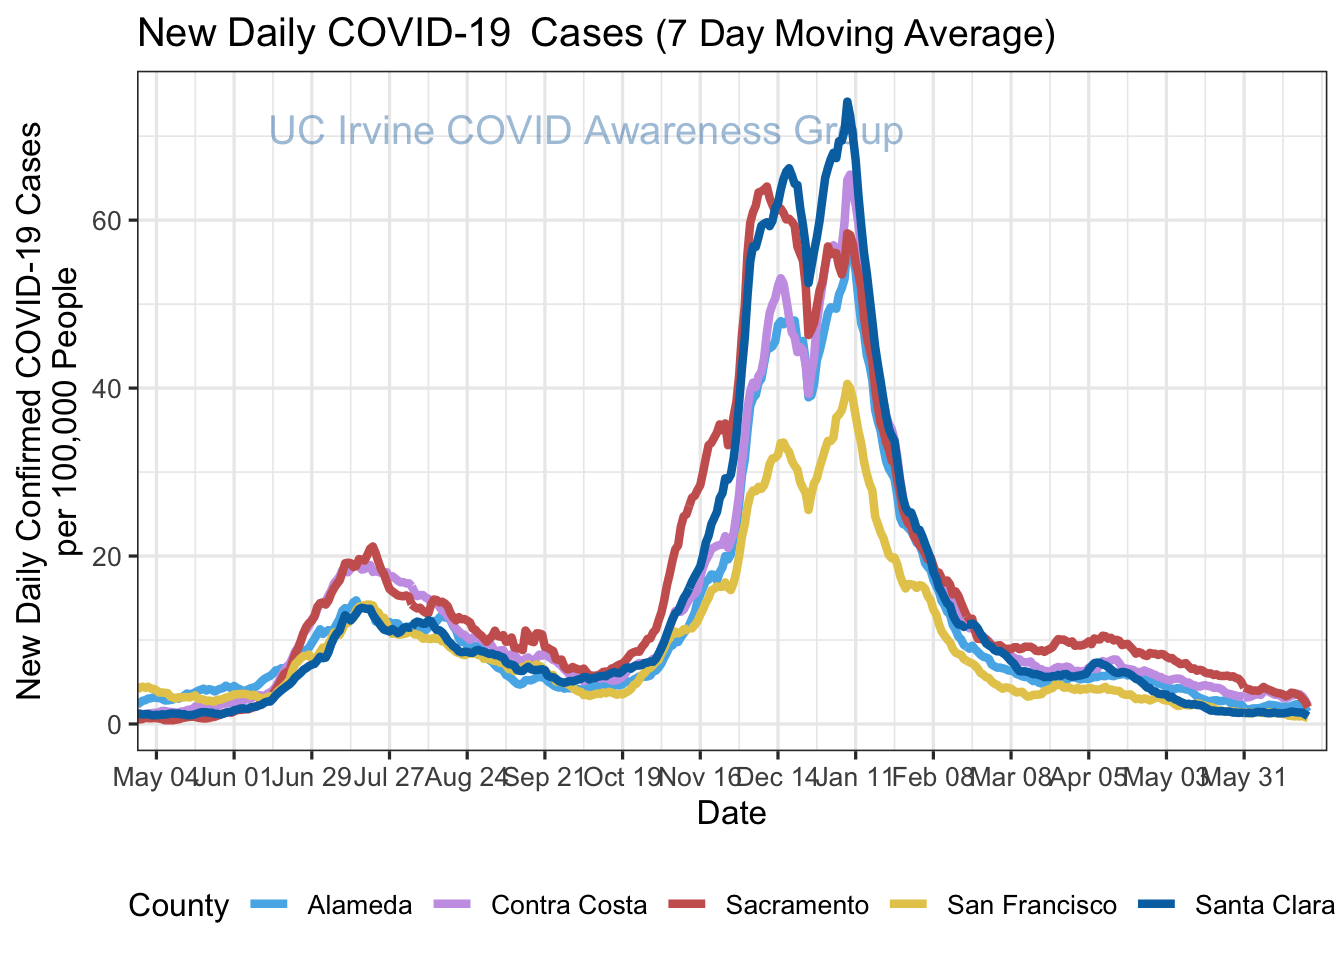 New Daily COVID-19  Cases (7 Day Moving Average)
UC Irvine COVID Awareness Group
New Daily Confirmed COVID-19 Cases
per 100,000 People
60
40
20
0
May 04 Jun 01 Jun 29 Jul 27 Aug 24 Sep 21 Oct 19 Nov 16 Dec 14 Jan 11 Feb 08 Mar 08 Apr 05 May 03 May 31
Date
County Alameda Contra Costa Sacramento San Francisco Santa Clara